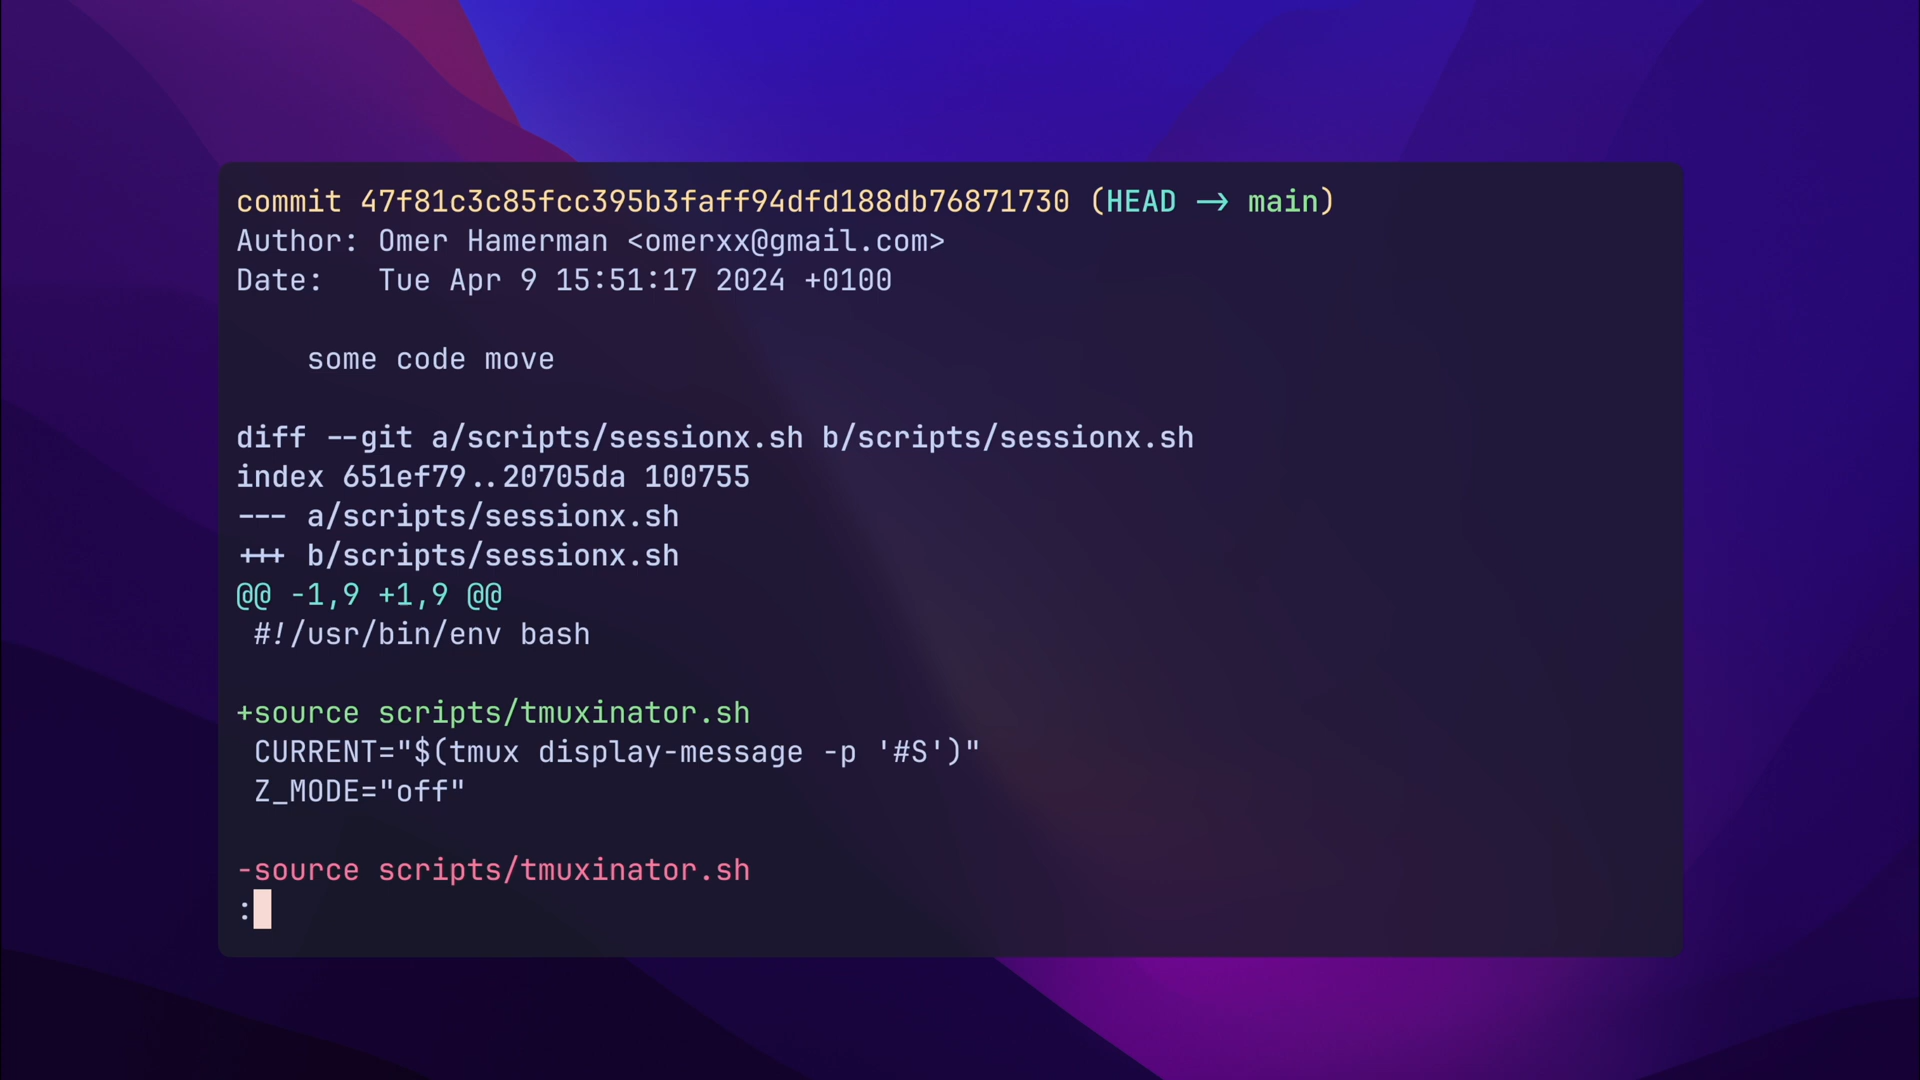 commit 47f81c3c85fcc395b3faff94dfd188db76871730 (HEAD -> main)
Author: Omer Hamerman <omerxx@gmail.com>
Date:   Tue Apr 9 15:51:17 2024 +0100

    some code move

diff --git a/scripts/sessionx.sh b/scripts/sessionx.sh
index 651ef79..20705da 100755
--- a/scripts/sessionx.sh
+++ b/scripts/sessionx.sh
@@ -1,9 +1,9 @@
 #!/usr/bin/env bash

+source scripts/tmuxinator.sh
 CURRENT="$(tmux display-message -p '#S')"
 Z_MODE="off"

-source scripts/tmuxinator.sh
: